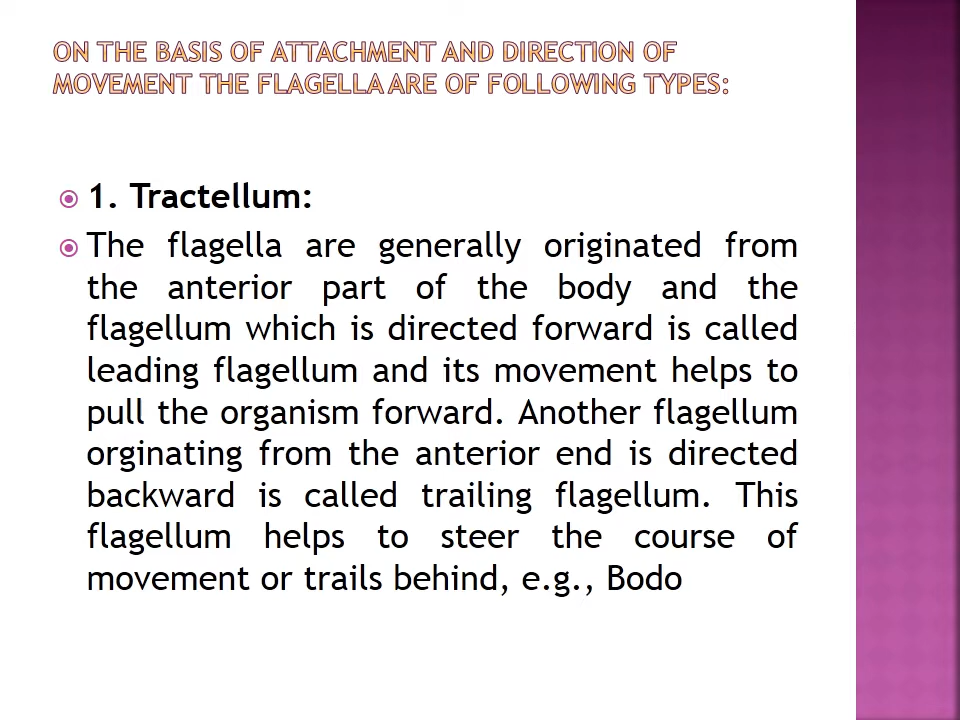 ON THE BASIS OF ATTACHMENT AND DIRECTION OF
MOVEMENT THE FLAGELLA ARE OF FOLLOWING TYPES:
1. Tractellum:
The flagella are generally originated from
the anterior part of the body and the
flagellum which is directed forward is called
leading flagellum and its movement helps to
pull the organism forward. Another flagellum
orginating from the anterior end is directed
backward is called trailing flagellum. This
flagellum helps to steer the course of
movement or trails behind, e.g., Bodo